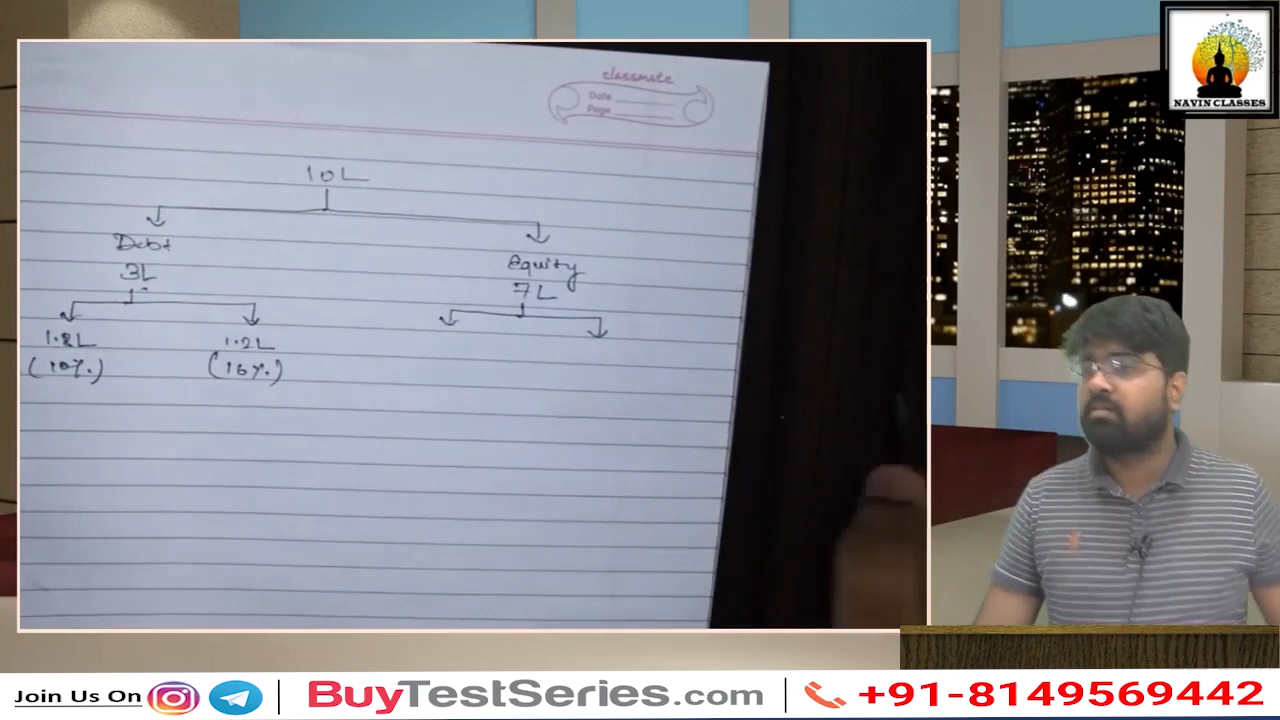 NAVIN CLASSES
classmate
Date
Page
10L
Debt
3L
Equity
7L
1.8L
(10%.)
1.2L
(16%.)
Join Us On
BuyTestSeries.com
+91-8149569442